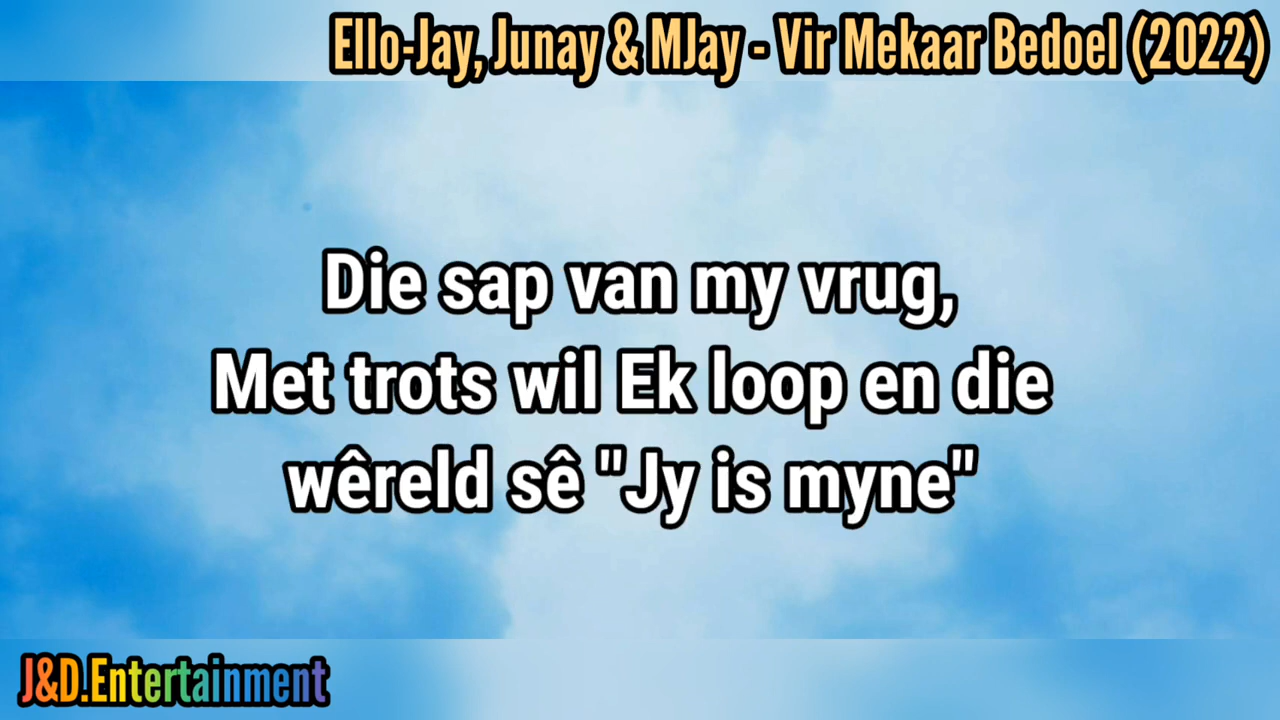 Ello-Jay, Junay & MJay - Vir Mekaar Bedoel (2022)
Die sap van my vrug,
Met trots wil Ek loop en die
wêreld sê "Jy is myne"
J&D.Entertainment